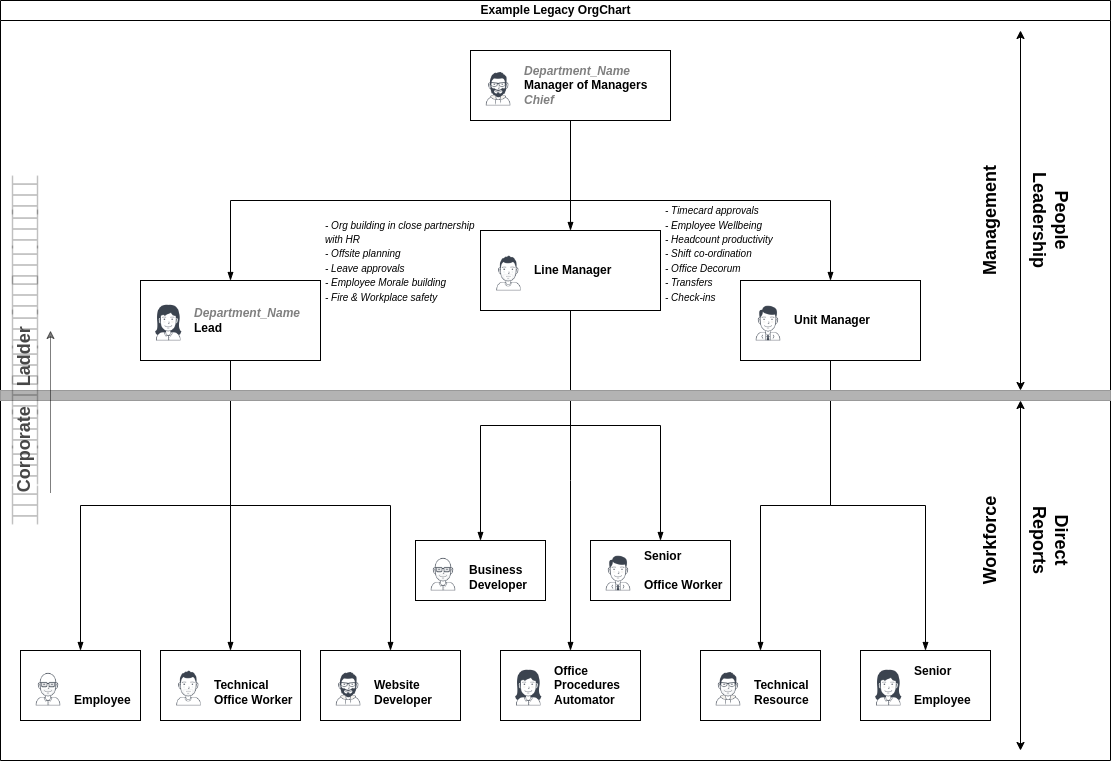 Example Legacy OrgChart
Department_Name
Manager of Managers
Chief
- Org building in close partnership
with HR
- Offsite planning
- Leave approvals
- Employee Morale building
- Fire & Workplace safety
Line Manager
- Timecard approvals
- Employee Wellbeing
- Headcount productivity
- Shift co-ordination
- Office Decorum
- Transfers
- Check-ins
Department_Name
Lead
Unit Manager
Management
People
Leadership
Corporate Ladder
Workforce
Direct
Reports
Business
Developer
Senior
Office Worker
Employee
Technical
Office Worker
Website
Developer
Office
Procedures
Automator
Technical
Resource
Senior
Employee